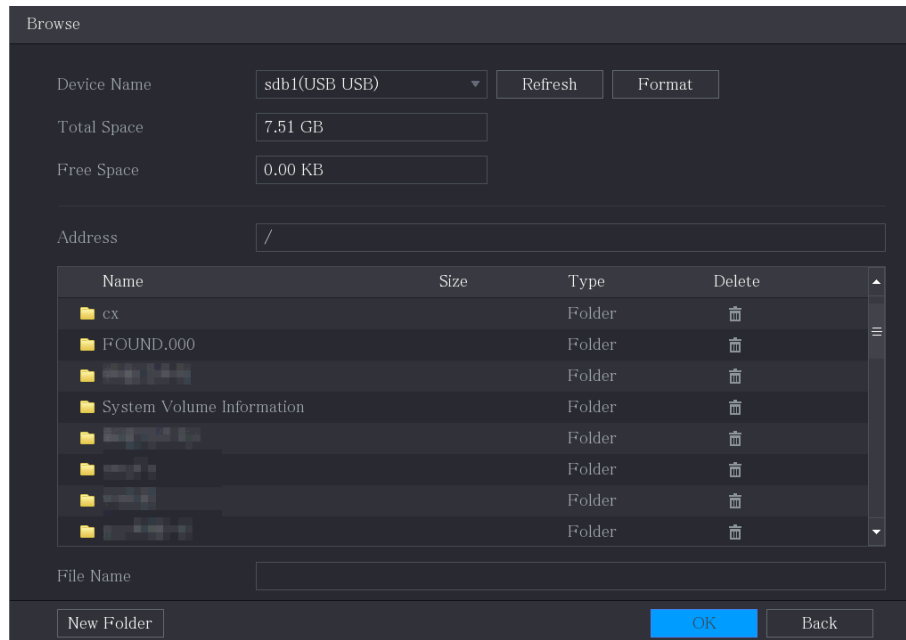 Browse
Device Name sdb1(USB USB) Refresh Format
Total Space 7.51 GB
Free Space 0.00 KB
Address /
Name Size Type Delete
cx Folder
FOUND.000 Folder
Folder
System Volume Information Folder
Folder
Folder
Folder
Folder
File Name
New Folder OK Back